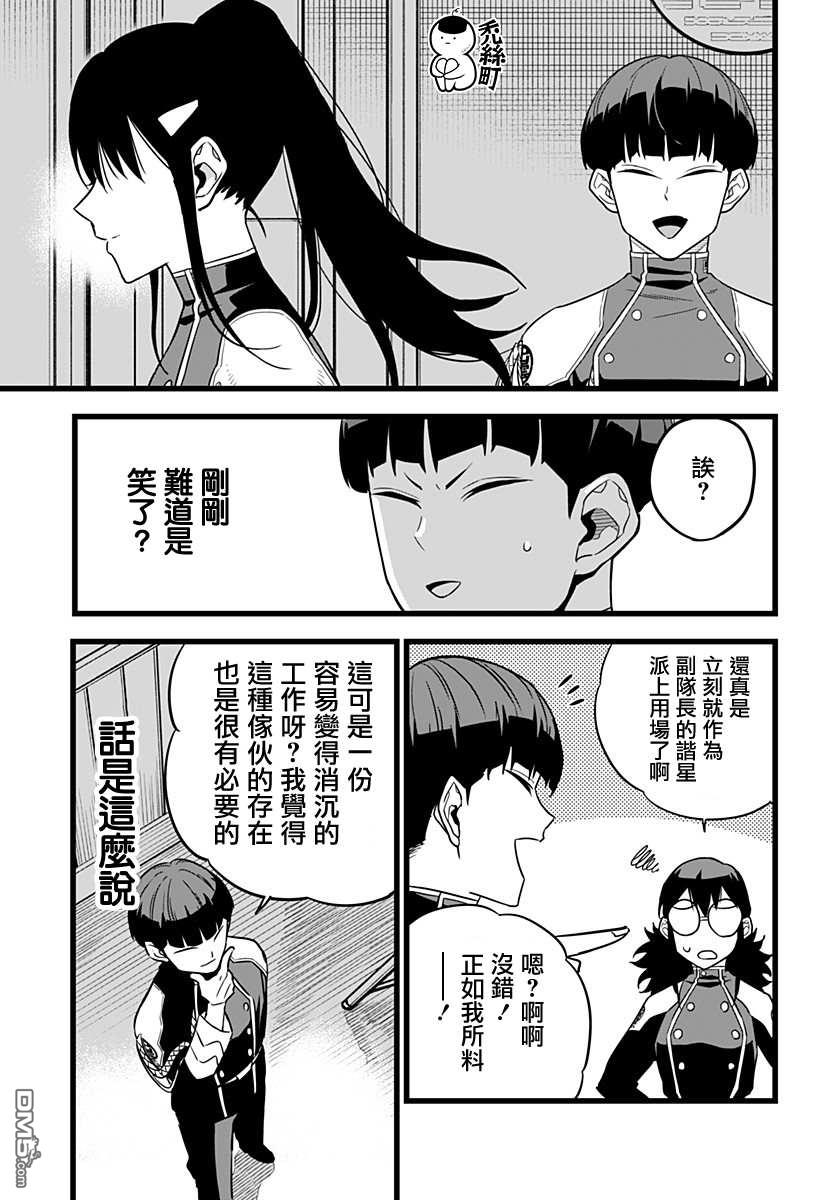 禿絲町
誒？
剛剛
難道是
笑了？
還真是
立刻就作為
副隊長的諧星
派上用場了啊
嗯？啊啊
沒錯！
正如我所料
——！
這可是一份
容易變得消沉的
工作呀？我覺得
這種傢伙的存在
也是很有必要的
話是這麼說
DM5.com